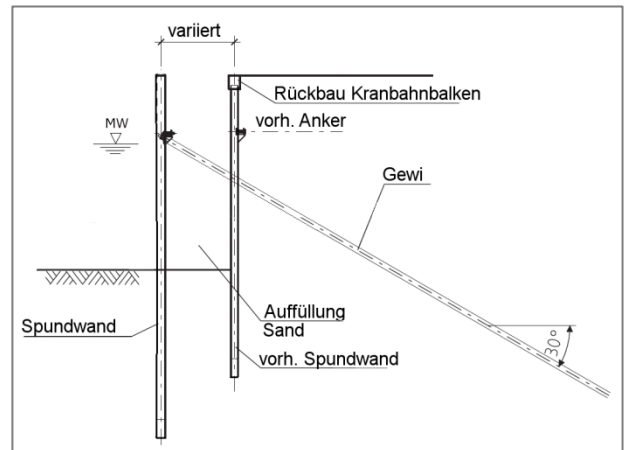 variiert
Rückbau Kranbahnbalken
MW
vorh. Anker
Gewi
Auffüllung
Sand
Spundwand
vorh. Spundwand
30°